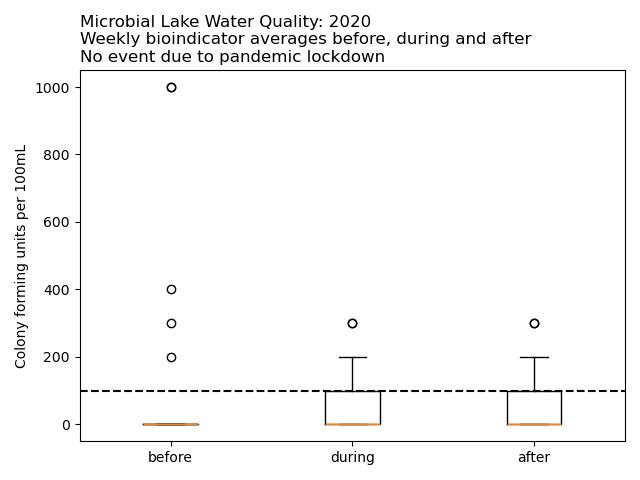 Microbial Lake Water Quality: 2020
Weekly bioindicator averages before, during and after
No event due to pandemic lockdown
Colony forming units per 100mL
1000
800
600
400
200
0
before
during
after